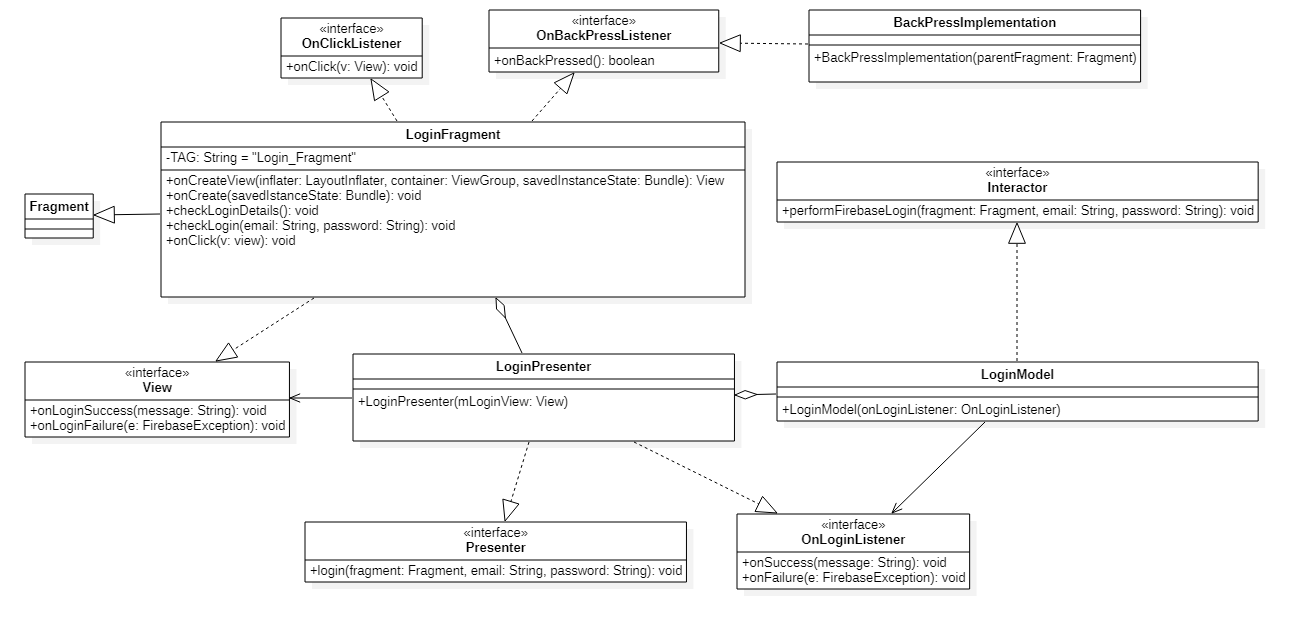 «interface»
OnClickListener
+onClick(v: View): void
«interface»
OnBackPressListener
+onBackPressed(): boolean
BackPressImplementation
+BackPressImplementation(parentFragment: Fragment)
LoginFragment
-TAG: String = "Login_Fragment"
+onCreateView(inflater: LayoutInflater, container: ViewGroup, savedInstanceState: Bundle): View
+onCreate(savedIstanceState: Bundle): void
+checkLoginDetails(): void
+checkLogin(email: String, password: String): void
+onClick(v: view): void
Fragment
«interface»
Interactor
+performFirebaseLogin(fragment: Fragment, email: String, password: String): void
«interface»
View
+onLoginSuccess(message: String): void
+onLoginFailure(e: FirebaseException): void
LoginPresenter
+LoginPresenter(mLoginView: View)
LoginModel
+LoginModel(onLoginListener: OnLoginListener)
«interface»
Presenter
+login(fragment: Fragment, email: String, password: String): void
«interface»
OnLoginListener
+onSuccess(message: String): void
+onFailure(e: FirebaseException): void